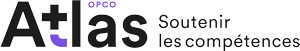 OPCO
Atlas
Soutenir
les compétences